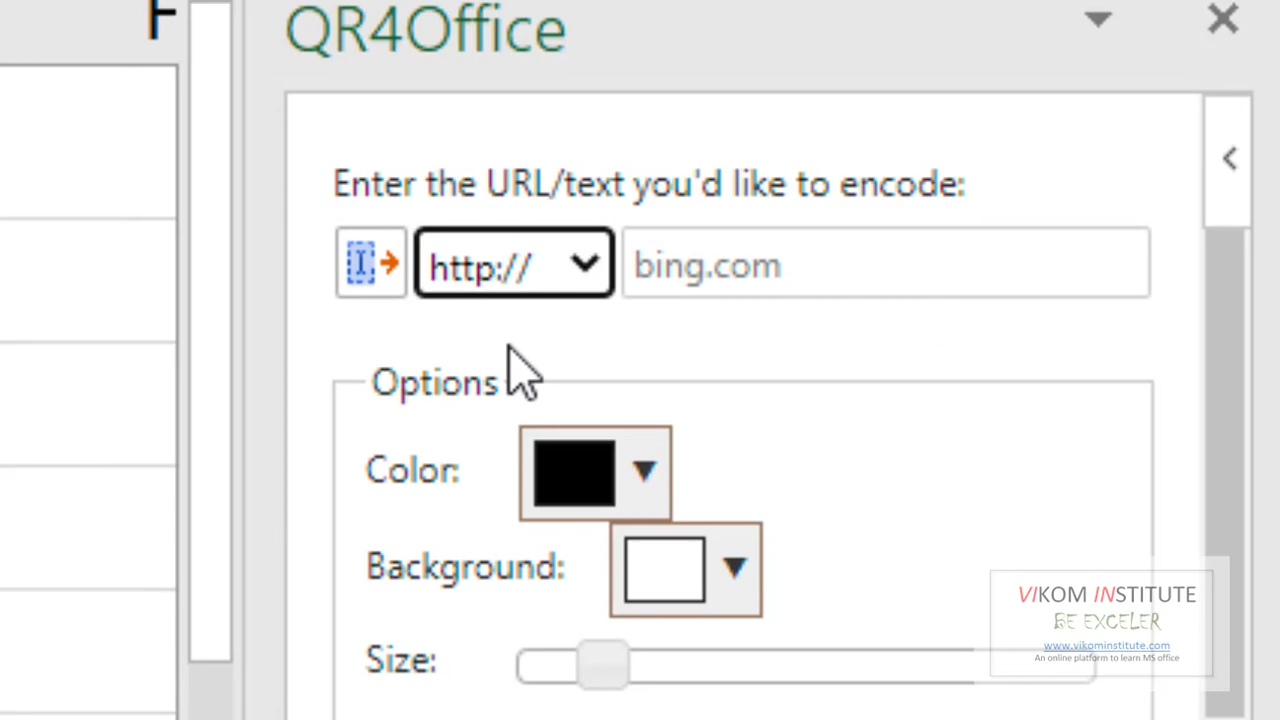 F
QR4Office
Enter the URL/text you'd like to encode:
http://
bing.com
Options
Color:
Background:
Size:
VIKOM INSTITUTE
BE EXCELER
www.vikominstitute.com
An online platform to learn MS office